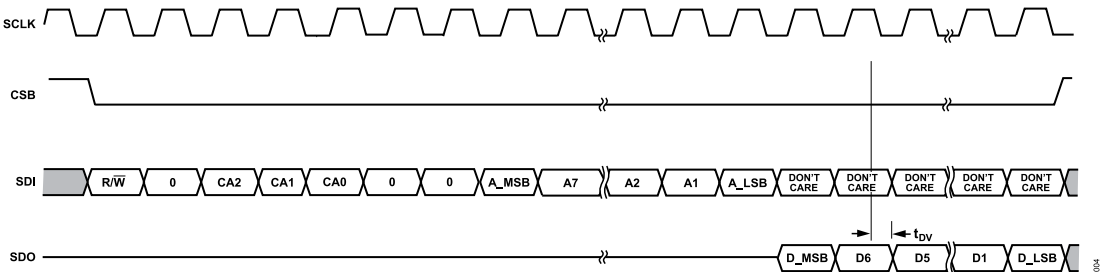 SCLK
CSB
SDI R/W̅ 0 CA2 CA1 CA0 0 0 A_MSB A7 A2 A1 A_LSB DON'T CARE DON'T CARE DON'T CARE DON'T CARE DON'T CARE
tDV
SDO D_MSB D6 D5 D1 D_LSB
004